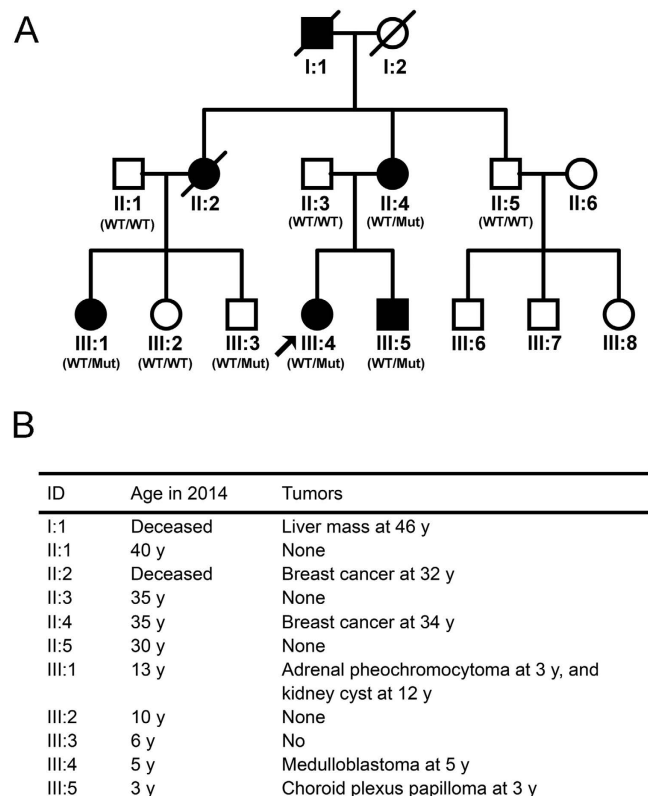 A
I:1 I:2
II:1 II:2 II:3 II:4 II:5 II:6
(WT/WT) (WT/WT) (WT/Mut) (WT/WT)
III:1 III:2 III:3 III:4 III:5 III:6 III:7 III:8
(WT/Mut) (WT/WT) (WT/Mut) (WT/Mut) (WT/Mut)
B
ID Age in 2014 Tumors
I:1 Deceased Liver mass at 46 y
II:1 40 y None
II:2 Deceased Breast cancer at 32 y
II:3 35 y None
II:4 35 y Breast cancer at 34 y
II:5 30 y None
III:1 13 y Adrenal pheochromocytoma at 3 y, and
kidney cyst at 12 y
III:2 10 y None
III:3 6 y No
III:4 5 y Medulloblastoma at 5 y
III:5 3 y Choroid plexus papilloma at 3 y